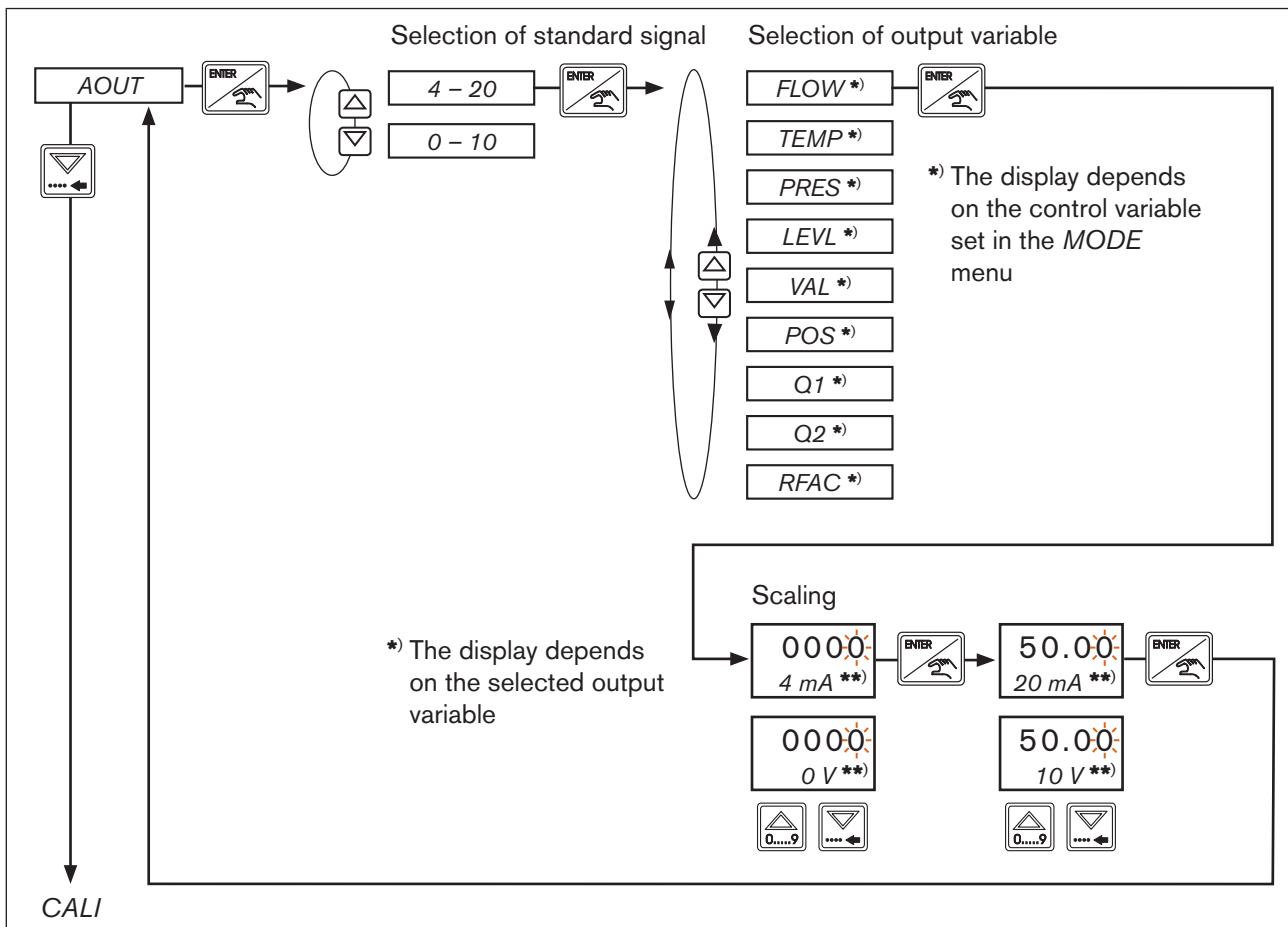 Selection of standard signal
Selection of output variable
AOUT
ENTER
4 – 20
ENTER
FLOW *)
ENTER
0 – 10
TEMP *)
PRES *)
LEVL *)
VAL *)
POS *)
Q1 *)
Q2 *)
RFAC *)
*) The display depends
on the control variable
set in the MODE
menu
Scaling
*) The display depends
on the selected output
variable
0000
4 mA **)
ENTER
50.00
20 mA **)
ENTER
0000
0 V **)
50.00
10 V **)
0.....9
0.....9
CALI